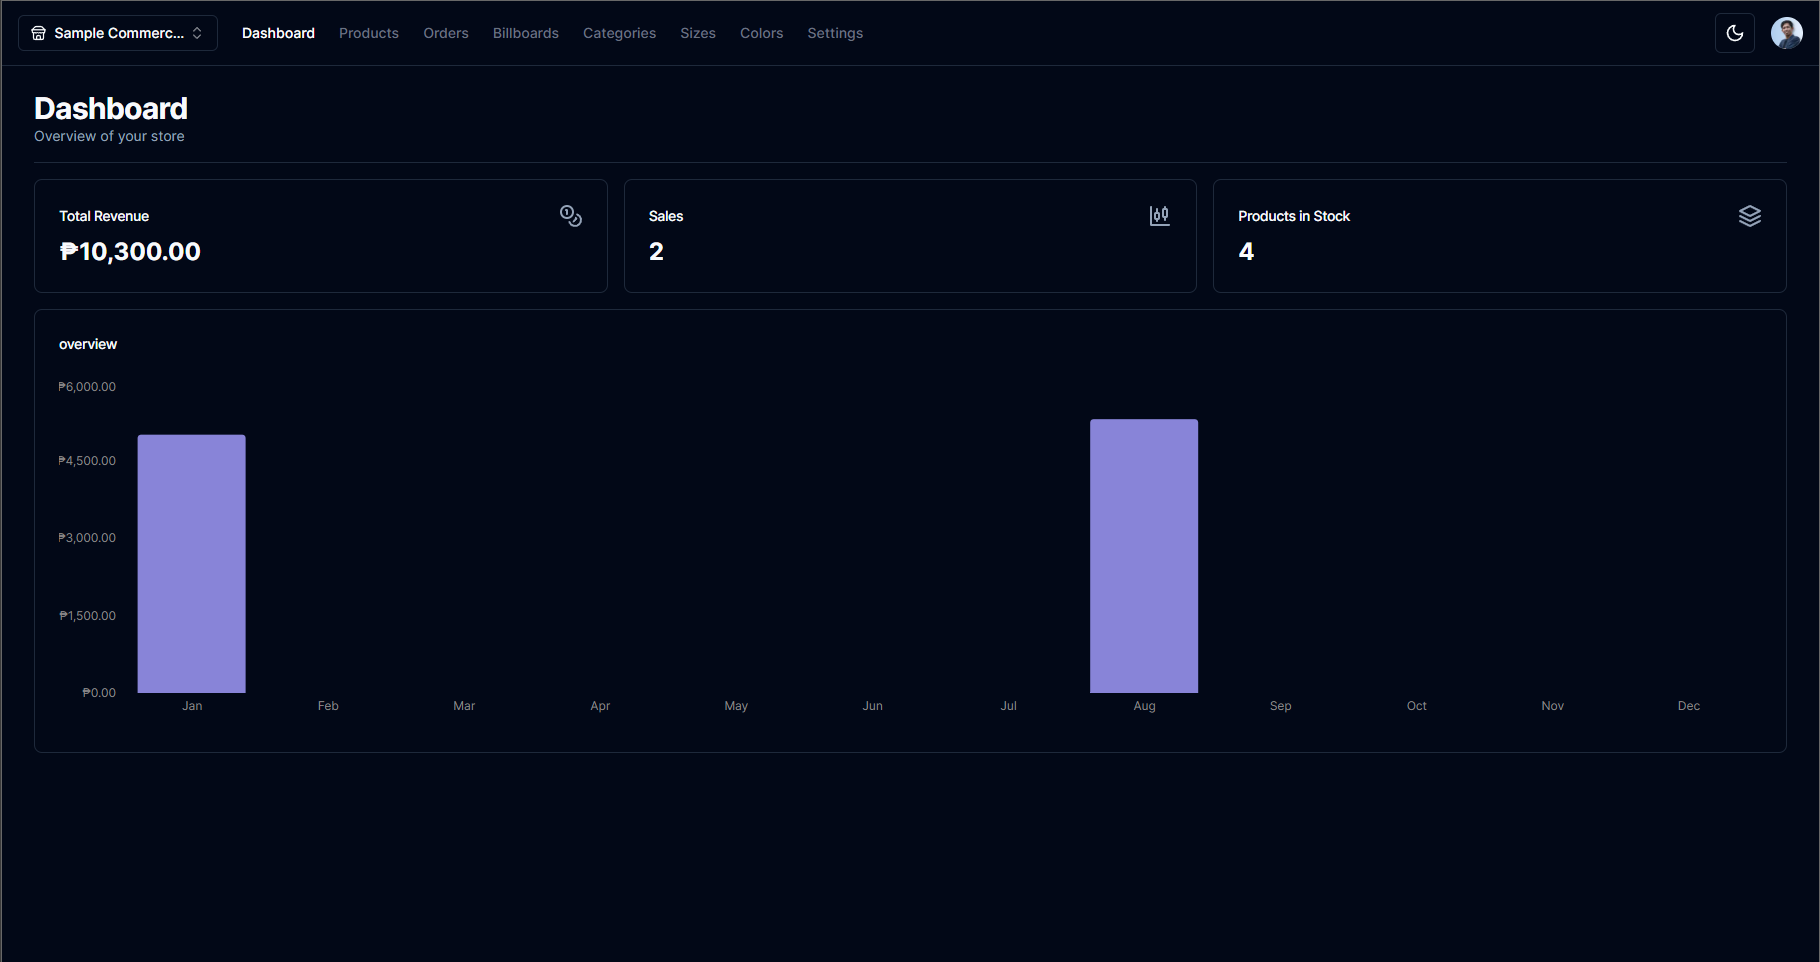 Sample Commerc... Dashboard Products Orders Billboards Categories Sizes Colors Settings
Dashboard
Overview of your store
Total Revenue
₱10,300.00
Sales
2
Products in Stock
4
overview
₱6,000.00
₱4,500.00
₱3,000.00
₱1,500.00
₱0.00
Jan Feb Mar Apr May Jun Jul Aug Sep Oct Nov Dec